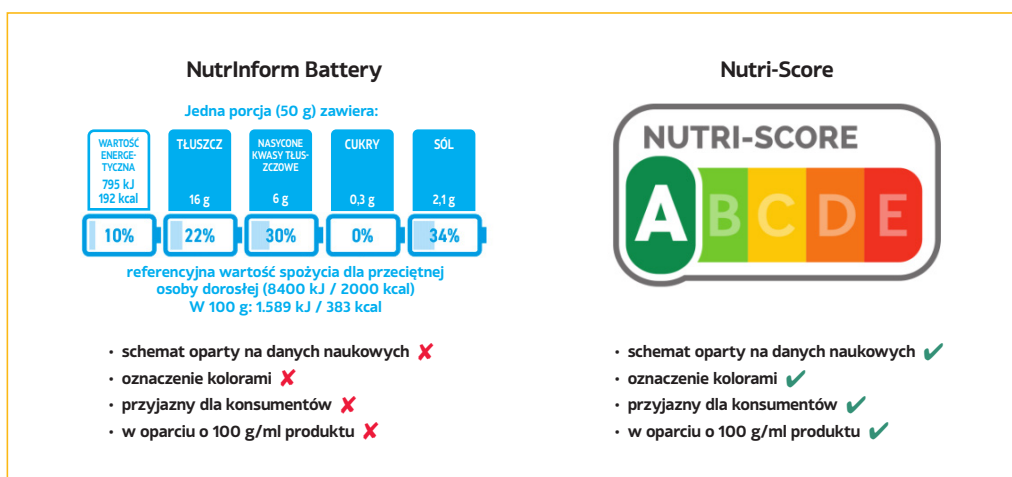 NutrInform Battery
Jedna porcja (50 g) zawiera:
WARTOŚĆ
ENERGE-
TYCZNA
795 kJ
192 kcal
TŁUSZCZ
16 g
NASYCONE
KWASY TŁUS-
ZCZOWE
6 g
CUKRY
0,3 g
SÓL
2,1 g
10%
22%
30%
0%
34%
referencyjna wartość spożycia dla przeciętnej
osoby dorosłej (8400 kJ / 2000 kcal)
W 100 g: 1.589 kJ / 383 kcal
• schemat oparty na danych naukowych ✘
• oznaczenie kolorami ✘
• przyjazny dla konsumentów ✘
• w oparciu o 100 g/ml produktu ✘
Nutri-Score
NUTRI-SCORE
A B C D E
• schemat oparty na danych naukowych ✔
• oznaczenie kolorami ✔
• przyjazny dla konsumentów ✔
• w oparciu o 100 g/ml produktu ✔